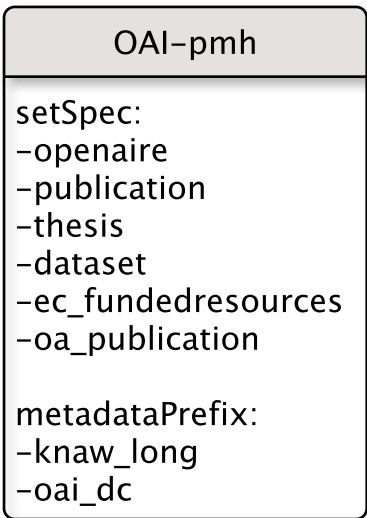 OAI-pmh
setSpec:
-openaire
-publication
-thesis
-dataset
-ec_fundedresources
-oa_publication
metadataPrefix:
-knaw_long
-oai_dc